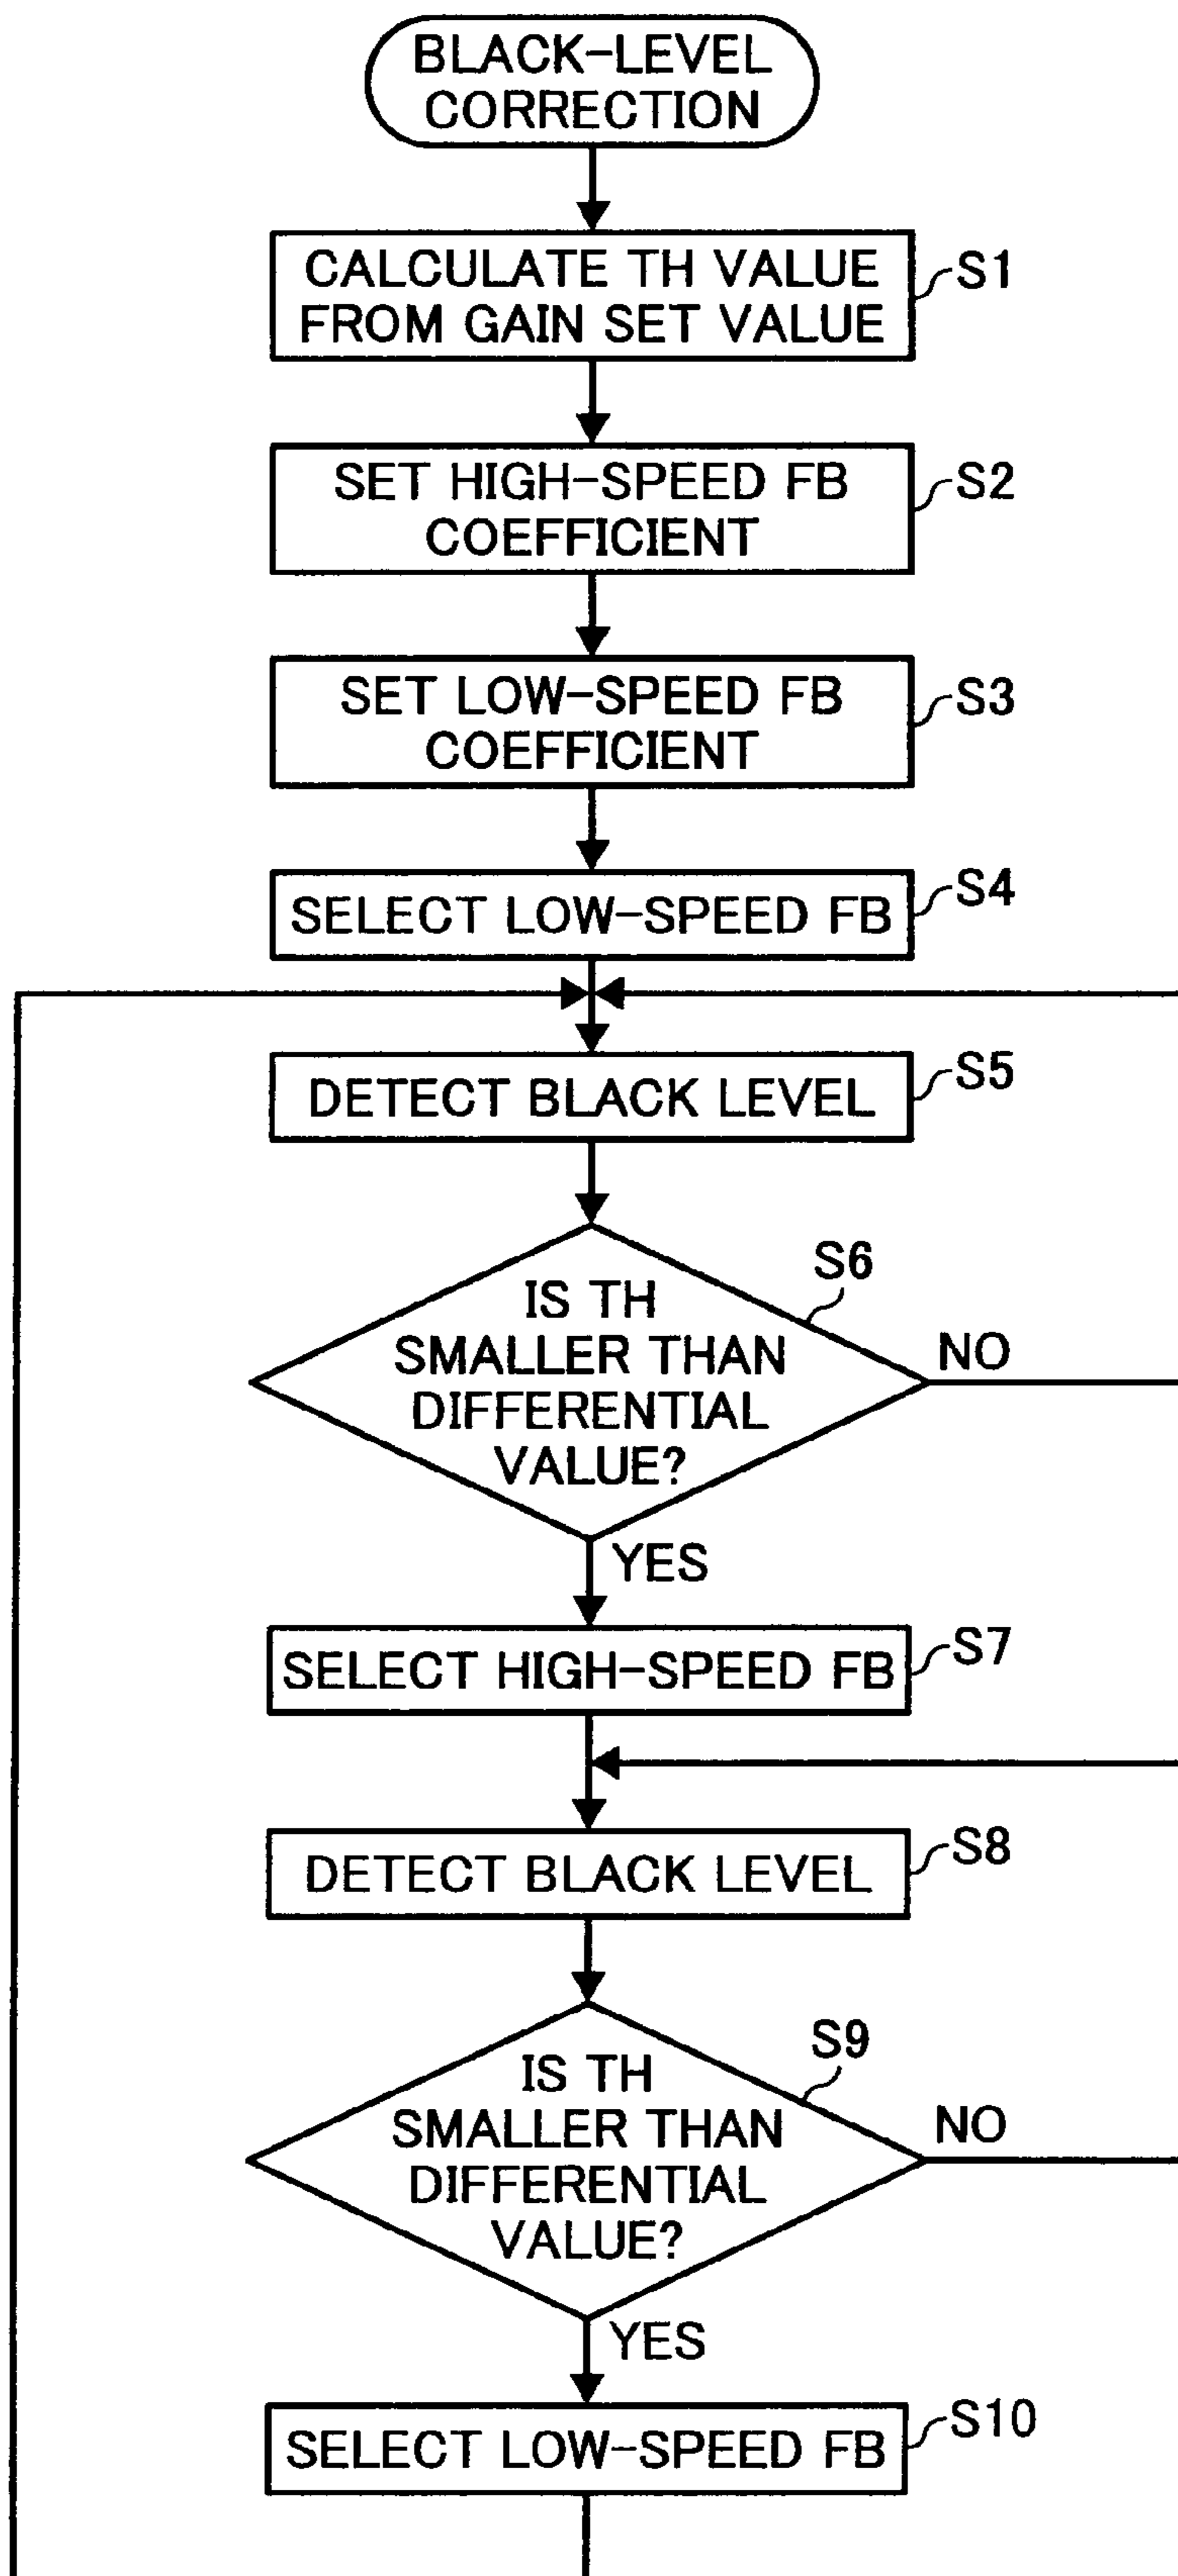 BLACK-LEVEL
CORRECTION
CALCULATE TH VALUE
FROM GAIN SET VALUE
S1
SET HIGH-SPEED FB
COEFFICIENT
S2
SET LOW-SPEED FB
COEFFICIENT
S3
SELECT LOW-SPEED FB
S4
DETECT BLACK LEVEL
S5
IS TH
SMALLER THAN
DIFFERENTIAL
VALUE?
S6
NO
YES
SELECT HIGH-SPEED FB
S7
DETECT BLACK LEVEL
S8
IS TH
SMALLER THAN
DIFFERENTIAL
VALUE?
S9
NO
YES
SELECT LOW-SPEED FB
S10